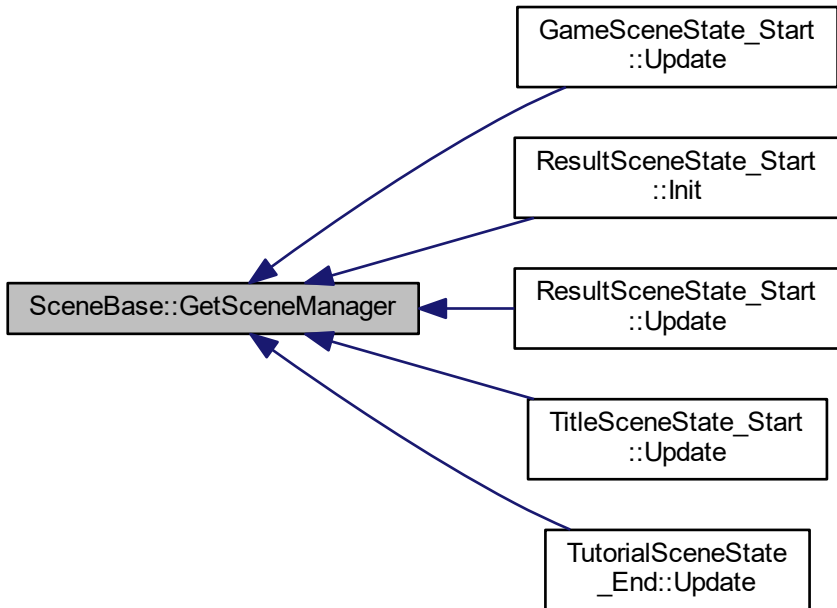 GameSceneState_Start
::Update
ResultSceneState_Start
::Init
SceneBase::GetSceneManager
ResultSceneState_Start
::Update
TitleSceneState_Start
::Update
TutorialSceneState
_End::Update